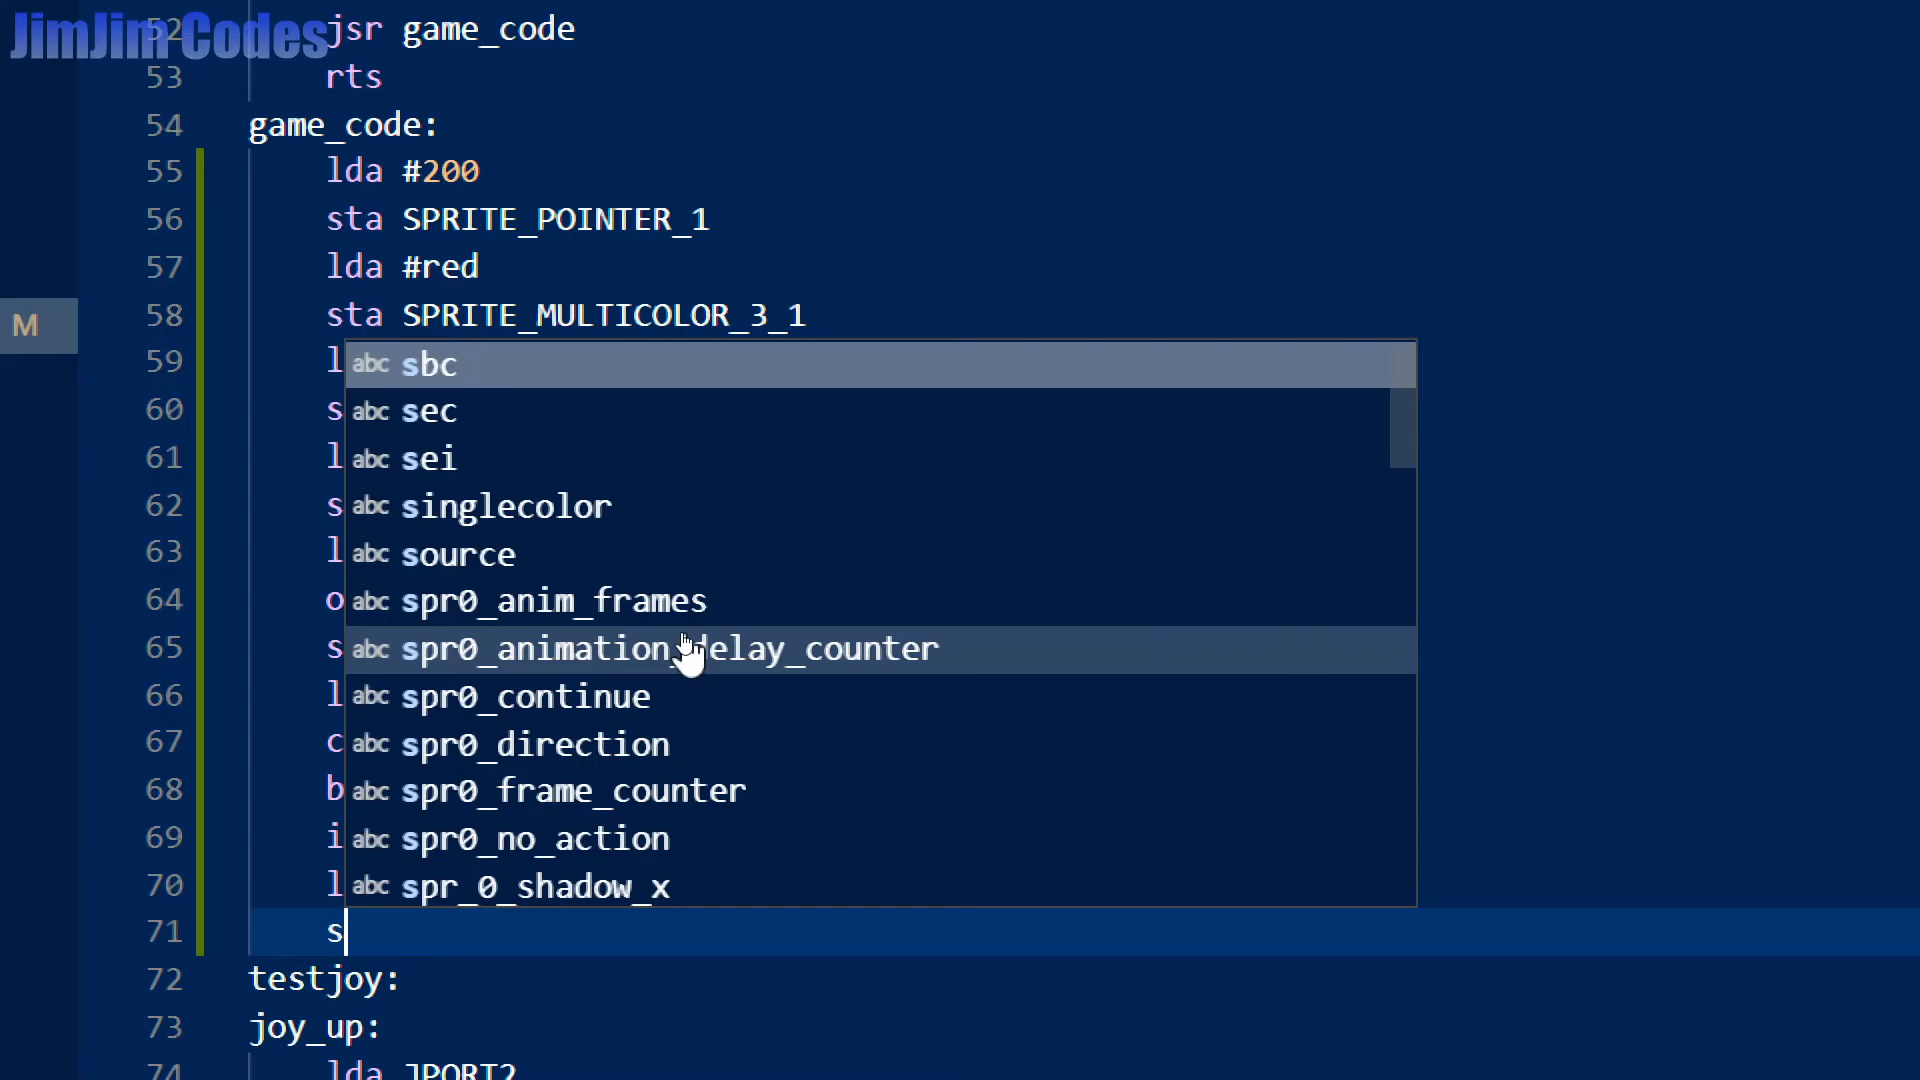 JimJim Codes
52 jsr game_code
53 rts
54 game_code:
55 lda #200
56 sta SPRITE_POINTER_1
57 lda #red
58 sta SPRITE_MULTICOLOR_3_1
59 l abc sbc
60 s abc sec
61 l abc sei
62 s abc singlecolor
63 l abc source
64 o abc spr0_anim_frames
65 s abc spr0_animation_delay_counter
66 l abc spr0_continue
67 c abc spr0_direction
68 b abc spr0_frame_counter
69 i abc spr0_no_action
70 l abc spr_0_shadow_x
71 s
72 testjoy:
73 joy_up:
74 lda JPORT2
M